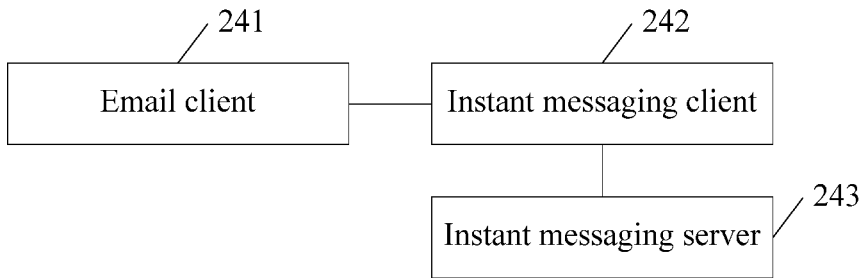 241
242
Email client
Instant messaging client
243
Instant messaging server